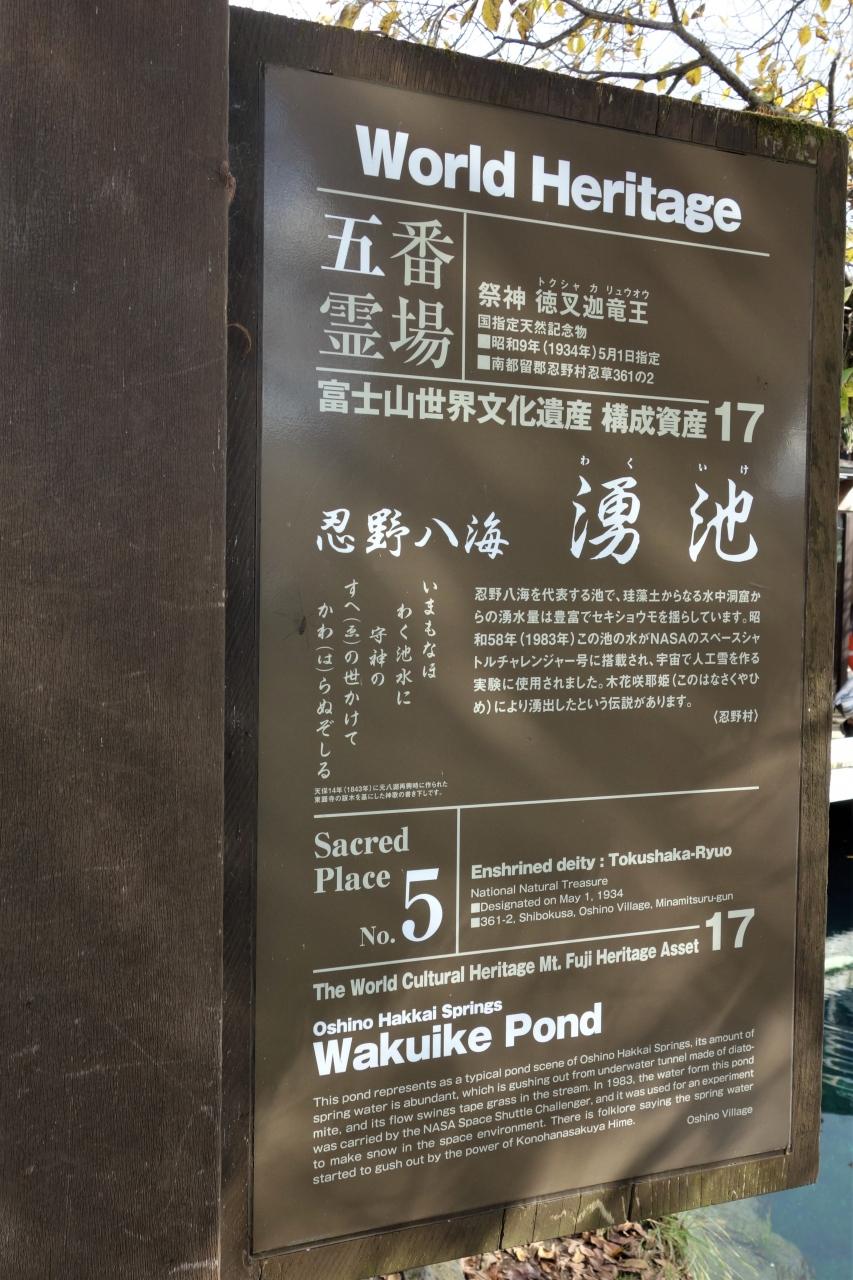 World Heritage
五番
霊場
トクシャカ リュウオウ
祭神 徳叉迦竜王
国指定天然記念物
■昭和9年(1934年)5月1日指定
■南都留郡忍野村忍草361の2
富士山世界文化遺産 構成資産17
わく いけ
忍野八海 湧池
いまもなほ
わく池水に
守神の
すへ(ゑ)の世かけて
かわ(は)らぬぞしる
天保14年(1843年)に元八湖再興時に作られた
東圓寺の版木を基にした神歌の書き下しです。
忍野八海を代表する池で、珪藻土からなる水中洞窟か
らの湧水量は豊富でセキショウモを揺らしています。昭
和58年(1983年)この池の水がNASAのスペースシャ
トルチャレンジャー号に搭載され、宇宙で人工雪を作る
実験に使用されました。木花咲耶姫(このはなさくやひ
め)により湧出したという伝説があります。
〈忍野村〉
Sacred
Place
No. 5
Enshrined deity : Tokushaka-Ryuo
National Natural Treasure
■Designated on May 1, 1934
■361-2, Shibokusa, Oshino Village, Minamitsuru-gun
The World Cultural Heritage Mt. Fuji Heritage Asset 17
Oshino Hakkai Springs
Wakuike Pond
This pond represents as a typical pond scene of Oshino Hakkai Springs, its amount of
spring water is abundant, which is gushing out from underwater tunnel made of diato-
mite, and its flow swings tape grass in the stream. In 1983, the water form this pond
was carried by the NASA Space Shuttle Challenger, and it was used for an experiment
to make snow in the space environment. There is folklore saying the spring water
started to gush out by the power of Konohanasakuya Hime.
Oshino Village